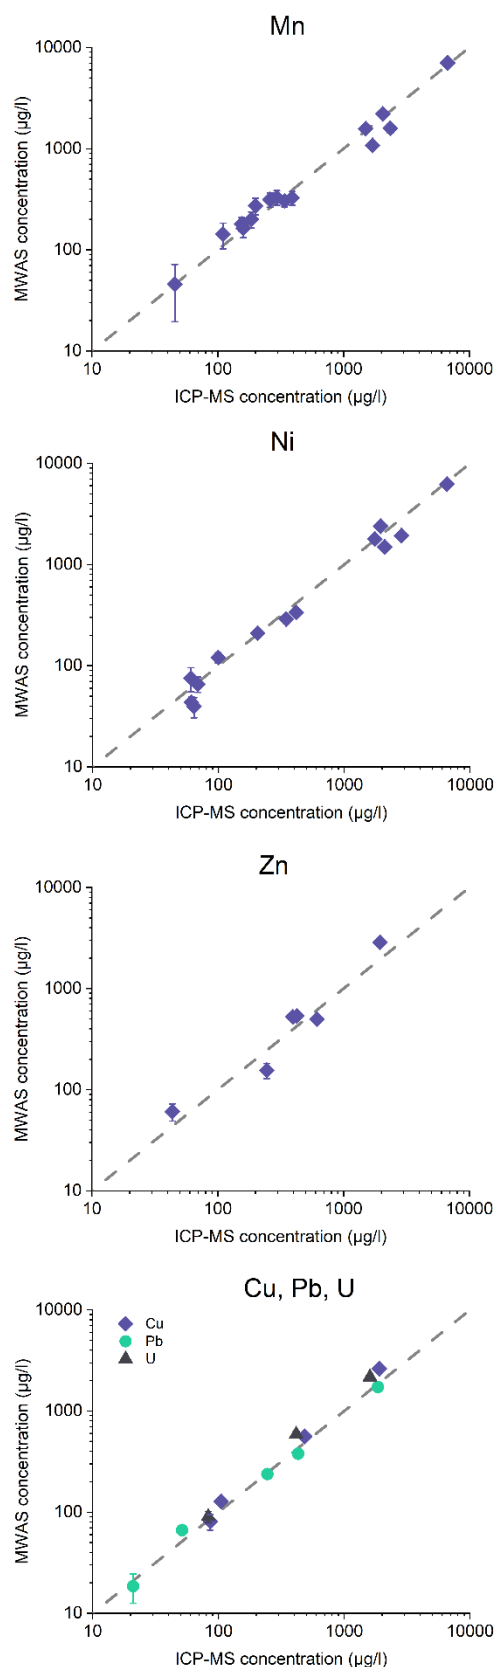 Mn
MWAS concentration (µg/l)
10000
1000
100
10
10 100 1000 10000
ICP-MS concentration (µg/l)
Ni
MWAS concentration (µg/l)
10000
1000
100
10
10 100 1000 10000
ICP-MS concentration (µg/l)
Zn
MWAS concentration (µg/l)
10000
1000
100
10
10 100 1000 10000
ICP-MS concentration (µg/l)
Cu, Pb, U
MWAS concentration (µg/l)
10000
1000
100
10
Cu
Pb
U
10 100 1000 10000
ICP-MS concentration (µg/l)